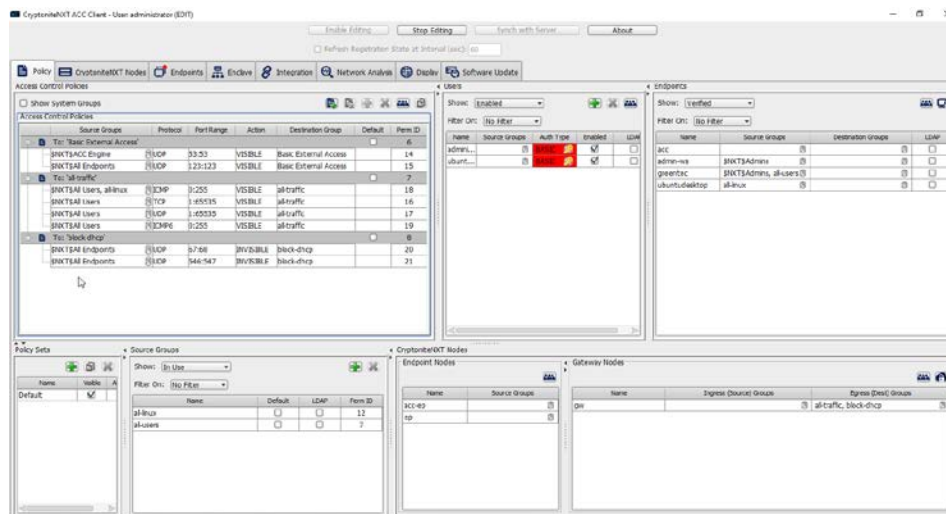 CryptoniteNXT ACC Client - User administrator (EDIT)
Enable Editing Stop Editing Synch with Server About
Refresh Registration State at Interval (sec): 60
Policy CryptoniteNXT Nodes Endpoints Enclave Integration Network Analysis Display Software Update
Access Control Policies
Show System Groups
Access Control Policies
Source Groups Protocol Port Range Action Destination Group Default Perm ID
To: 'Basic External Access' 6
$NXT$ACC Engine UDP 53:53 VISIBLE Basic External Access 14
$NXT$All Endpoints UDP 123:123 VISIBLE Basic External Access 15
To: 'all-traffic' 7
$NXT$All Users, all-linux ICMP 0:255 VISIBLE all-traffic 18
$NXT$All Users TCP 1:65535 VISIBLE all-traffic 16
$NXT$All Users UDP 1:65535 VISIBLE all-traffic 17
$NXT$All Users ICMP6 0:255 VISIBLE all-traffic 19
To: 'block-dhcp' 8
$NXT$All Endpoints UDP 67:68 INVISIBLE block-dhcp 20
$NXT$All Endpoints UDP 546:547 INVISIBLE block-dhcp 21
Users
Show: Enabled
Filter On: No Filter
Name Source Groups Auth Type Enabled LDAP
admini... BASIC
ubunt... BASIC
Endpoints
Show: Verified
Filter On: No Filter
Name Source Groups Destination Groups LDAP
acc
admin-ws $NXT$Admins
greentxc $NXT$Admins, all-users
ubuntudesktop all-linux
Policy Sets
Name Visible A
Default
Source Groups
Show: In Use
Filter On: No Filter
Name Default LDAP Perm ID
all-linux 12
all-users 7
CryptoniteNXT Nodes
Endpoint Nodes
Name Source Groups
acc-ep
ep
Gateway Nodes
Name Ingress (Source) Groups Egress (Dest) Groups
gw all-traffic, block-dhcp